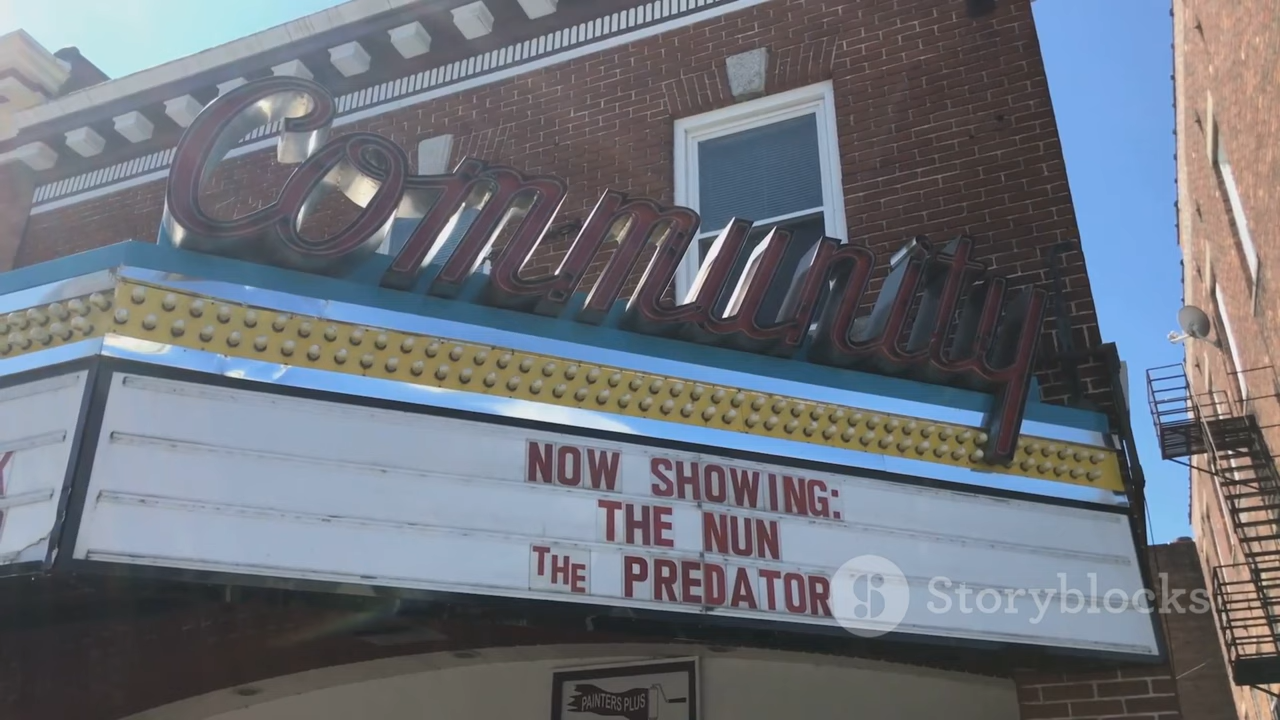 Community
NOW SHOWING:
THE NUN
THE PREDATOR
Storyblocks
PAINTERS PLUS